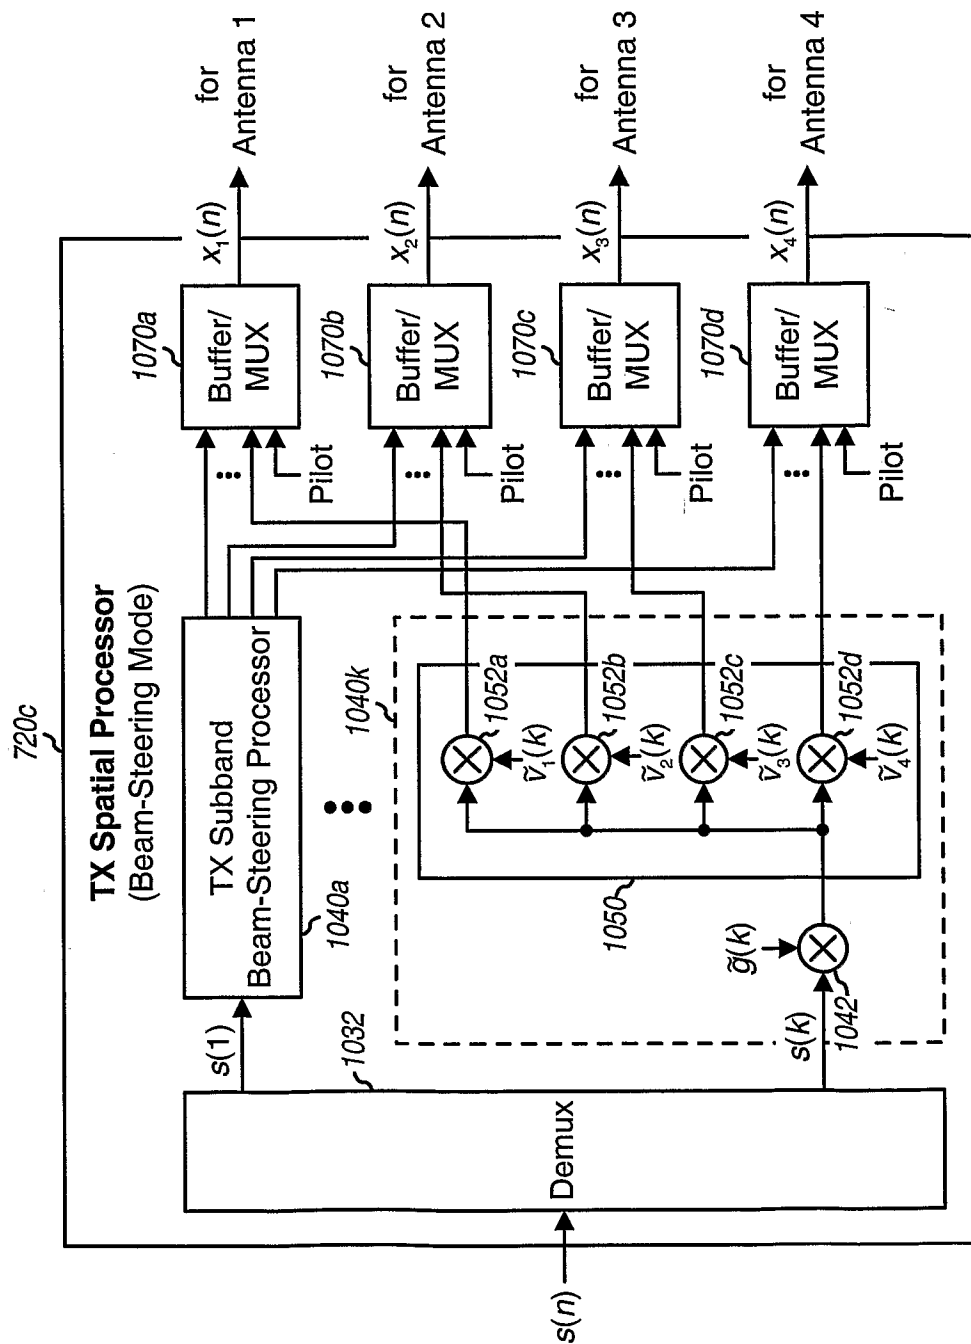 720c
TX Spatial Processor
(Beam-Steering Mode)
s(n)
Demux
1032
s(1)
TX Subband
Beam-Steering Processor
1040a
s(k)
1042
g̃(k)
1040k
1050
1052a
ṽ₁(k)
1052b
ṽ₂(k)
1052c
ṽ₃(k)
1052d
ṽ₄(k)
1070a
Buffer/
MUX
Pilot
x₁(n)
for
Antenna 1
1070b
Buffer/
MUX
Pilot
x₂(n)
for
Antenna 2
1070c
Buffer/
MUX
Pilot
x₃(n)
for
Antenna 3
1070d
Buffer/
MUX
Pilot
x₄(n)
for
Antenna 4